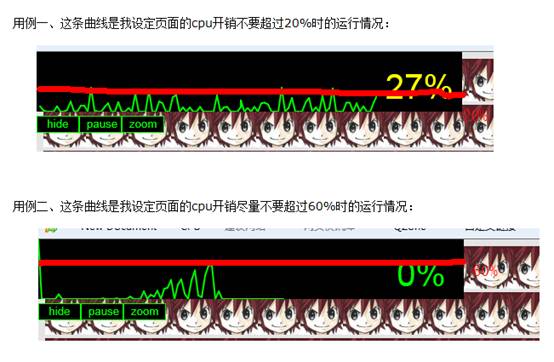 用例一、这条曲线是我设定页面的cpu开销不要超过20%时的运行情况：
27%
hide pause zoom
用例二、这条曲线是我设定页面的cpu开销尽量不要超过60%时的运行情况：
New Document
QZone
0% 60%
hide pause zoom